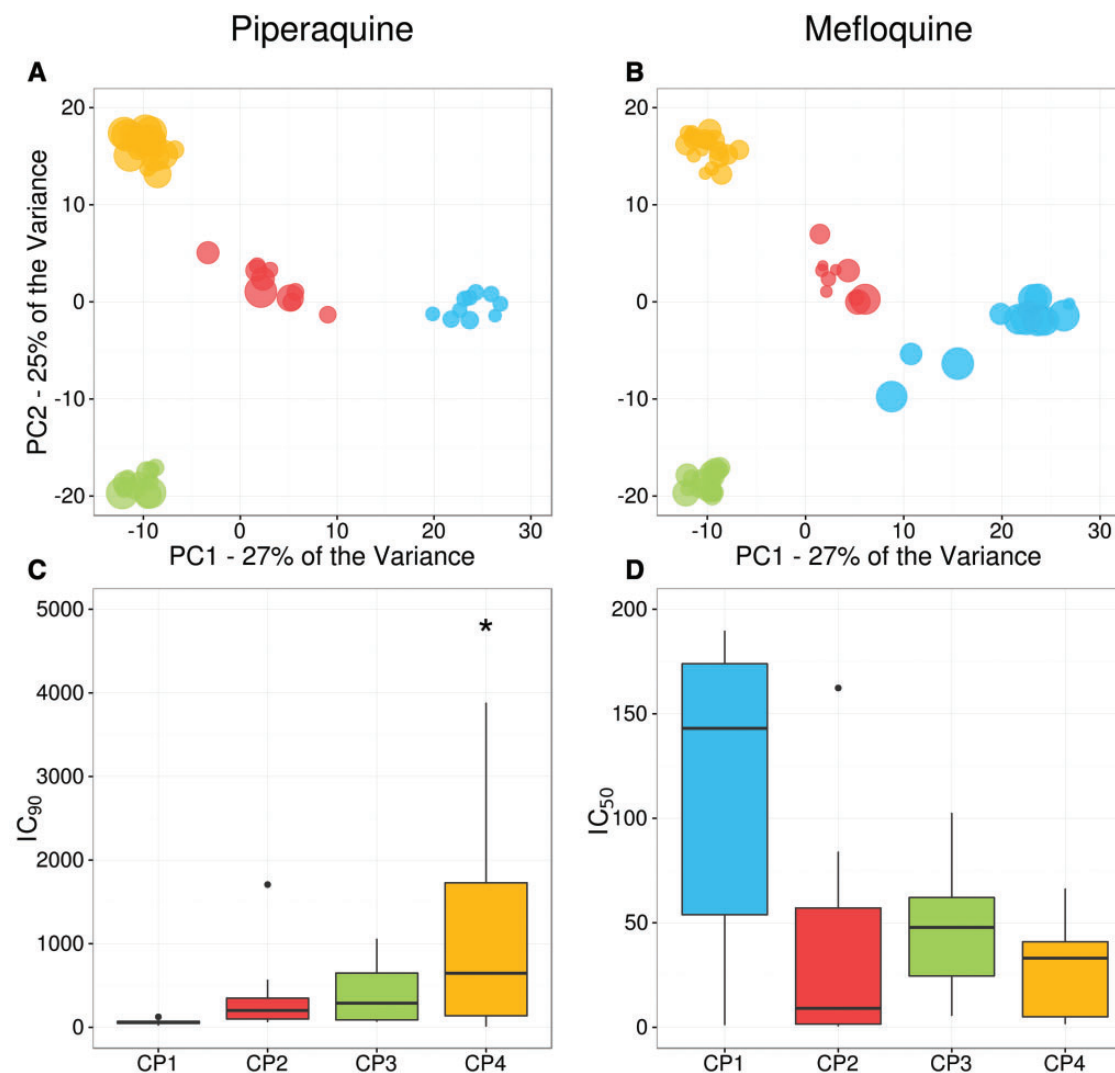 Piperaquine
Mefloquine
A
B
20
10
0
-10
-20
PC2 - 25% of the Variance
-10 0 10 20 30
PC1 - 27% of the Variance
20
10
0
-10
-20
-10 0 10 20 30
PC1 - 27% of the Variance
C
D
5000
4000
3000
2000
1000
0
IC90
*
CP1 CP2 CP3 CP4
200
150
100
50
0
IC50
CP1 CP2 CP3 CP4